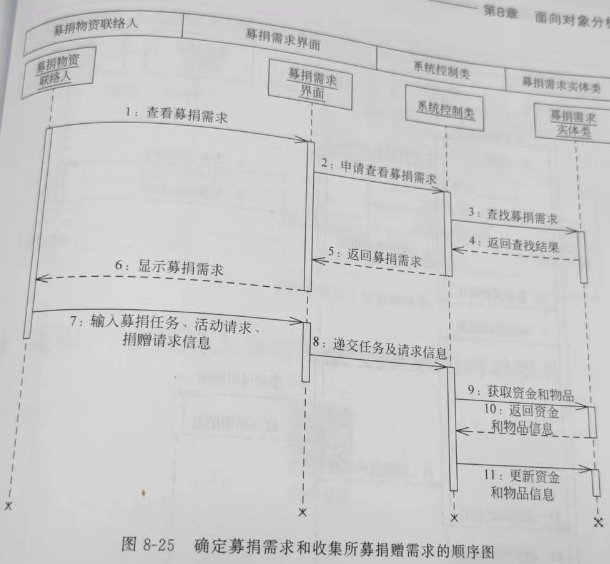 第8章 面向对象分析
募捐物资联络人
募捐需求界面
系统控制类
募捐需求实体类
募捐物资
联络人
募捐需求
界面
系统控制类
募捐需求
实体类
1：查看募捐需求
2：申请查看募捐需求
3：查找募捐需求
4：返回查找结果
5：返回募捐需求
6：显示募捐需求
7：输入募捐任务、活动请求、
捐赠请求信息
8：递交任务及请求信息
9：获取资金和物品
10：返回资金
和物品信息
11：更新资金
和物品信息
图 8-25 确定募捐需求和收集所募捐赠需求的顺序图